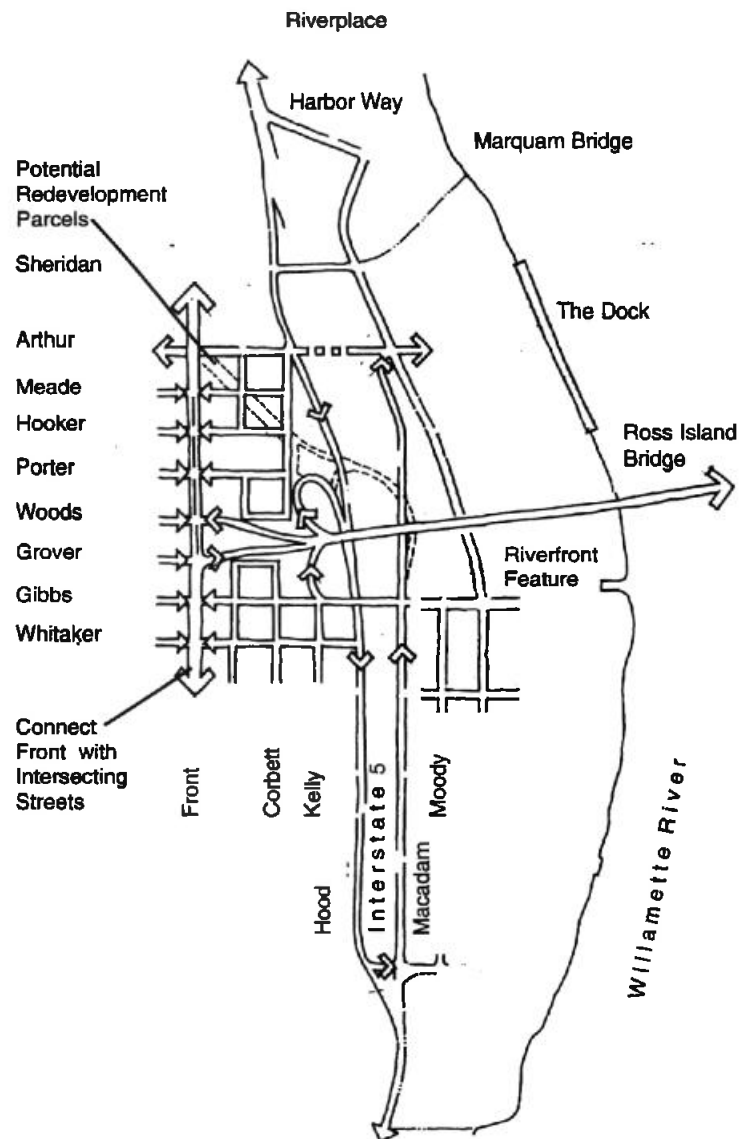 Riverplace
Harbor Way
Marquam Bridge
Potential
Redevelopment
Parcels
Sheridan
The Dock
Arthur
Meade
Hooker
Porter
Ross Island
Bridge
Woods
Grover
Riverfront
Feature
Gibbs
Whitaker
Connect
Front with
Intersecting
Streets
Front
Corbett
Kelly
Hood
Interstate 5
Macadam
Moody
Willamette River